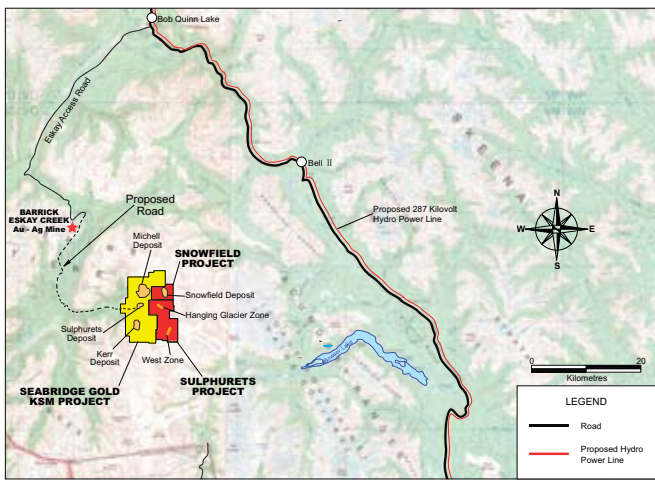 Bob Quinn Lake
Eskay Access Road
Bell II
BARRICK
ESKAY CREEK
Au - Ag Mine
Proposed
Road
Proposed 287 Kilovolt
Hydro Power Line
SKEENA
N
W
E
S
Michell
Deposit
SNOWFIELD
PROJECT
Snowfield Deposit
Hanging Glacier Zone
Sulphurets
Deposit
Kerr
Deposit
West Zone
SEABRIDGE GOLD
KSM PROJECT
SULPHURETS
PROJECT
0
20
Kilometres
LEGEND
Road
Proposed Hydro
Power Line